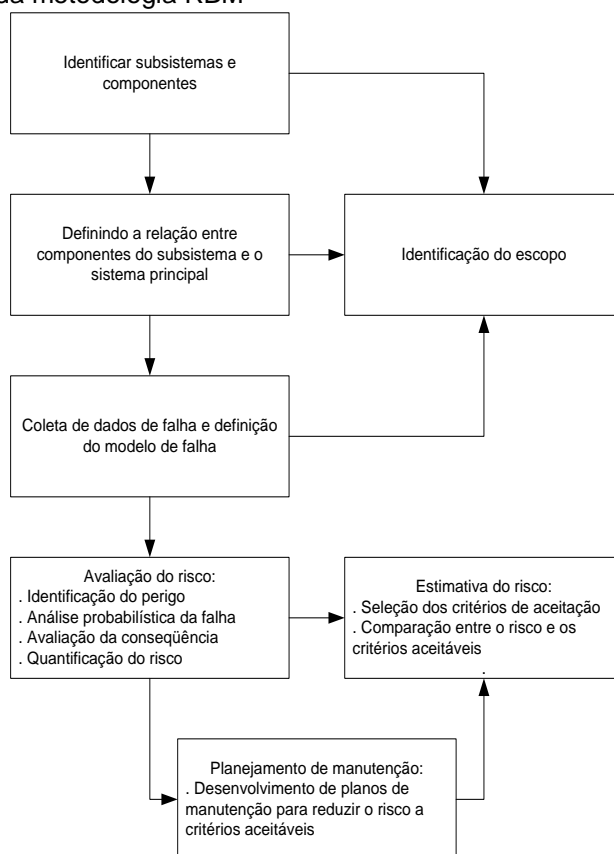 da metodologia RBM
Identificar subsistemas e
componentes
Definindo a relação entre
componentes do subsistema e o
sistema principal
Identificação do escopo
Coleta de dados de falha e definição
do modelo de falha
Avaliação do risco:
. Identificação do perigo
. Análise probabilística da falha
. Avaliação da conseqüência
. Quantificação do risco
Estimativa do risco:
. Seleção dos critérios de aceitação
. Comparação entre o risco e os
critérios aceitáveis
.
Planejamento de manutenção:
. Desenvolvimento de planos de
manutenção para reduzir o risco a
critérios aceitáveis